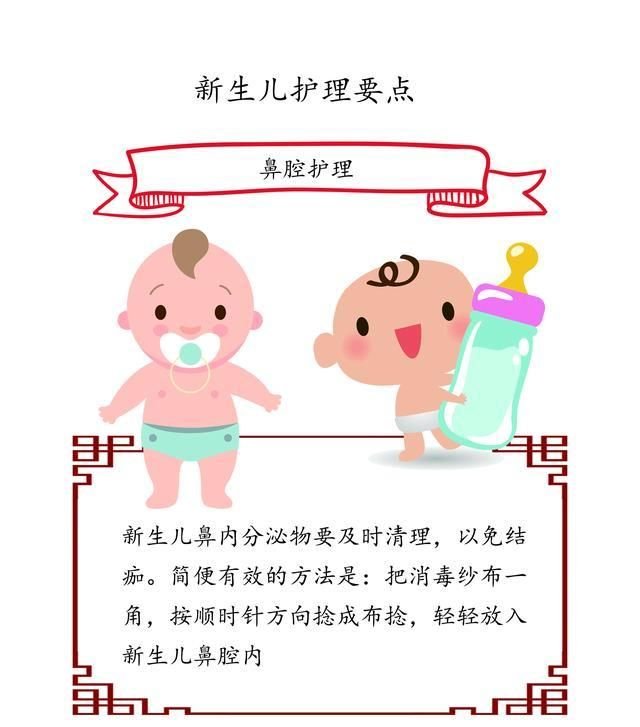 新生儿护理要点
鼻腔护理
新生儿鼻内分泌物要及时清理，以免结
痂。简便有效的方法是：把消毒纱布一
角，按顺时针方向捻成布捻，轻轻放入
新生儿鼻腔内